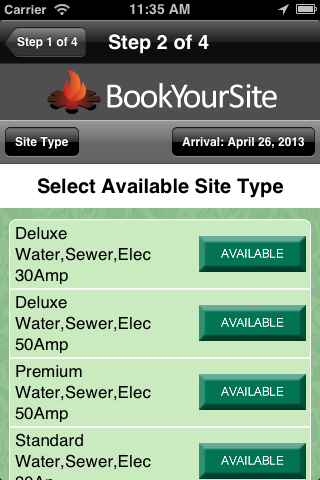 Carrier 11:35 AM
Step 1 of 4 Step 2 of 4
BookYourSite
Site Type Arrival: April 26, 2013
Select Available Site Type
Deluxe
Water,Sewer,Elec
30Amp
AVAILABLE
Deluxe
Water,Sewer,Elec
50Amp
AVAILABLE
Premium
Water,Sewer,Elec
50Amp
AVAILABLE
Standard
Water,Sewer,Elec
AVAILABLE